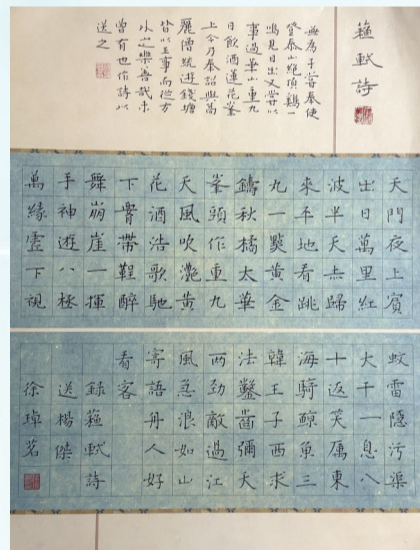 蘓軾詩
無為子嘗奉使
登泰山絕頂雞一
鳴見日出又嘗以
事過華山重九
日飲酒蓮花峯
上今乃奉詔與高
麗僧統遊錢塘
皆以王事而從方
外之樂善哉未
曾有也作詩以
送之
天門夜上賓
出日萬里紅
波半天赤歸
來平地看跳
丸一點黃金
鑄秋橘太華
峯頭作重九
天風吹灧黃
花酒浩歌馳
下腰帶鞓醉
舞崩崖一揮
手神遊八極
萬緣虛下視
蚊雷隱污渠
大千一息八
十返笑厲東
海騎鯨魚三
韓王子西求
法鑿齒彌天
兩勍敵過江
風急浪如山
寄語舟人好
看客
錄蘓軾詩
送楊傑
徐瑋茗